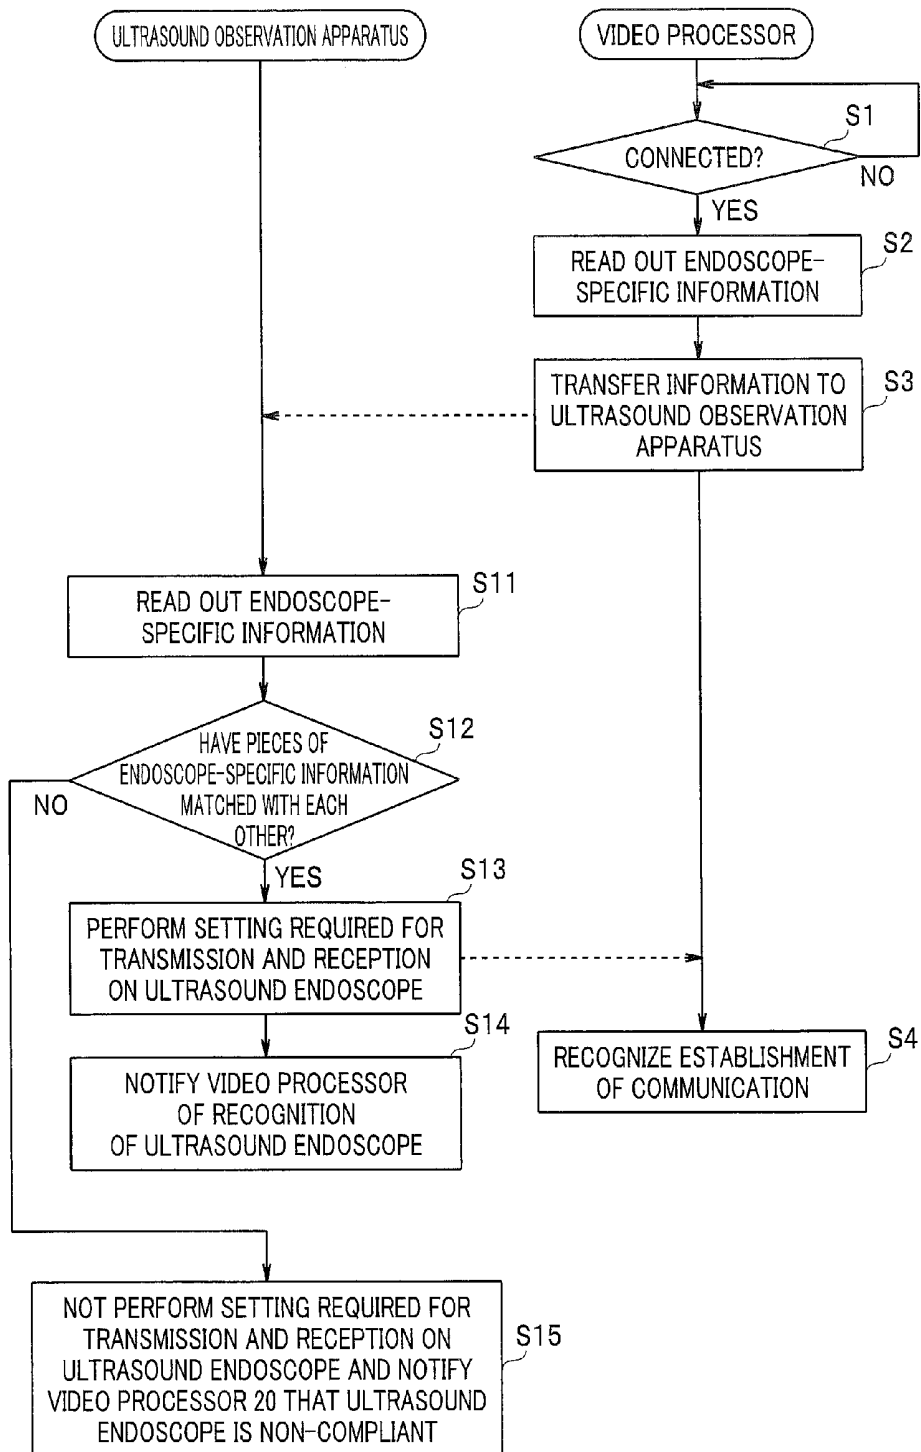 ULTRASOUND OBSERVATION APPARATUS
VIDEO PROCESSOR
S1
CONNECTED?
NO
YES
S2
READ OUT ENDOSCOPE-
SPECIFIC INFORMATION
S3
TRANSFER INFORMATION TO
ULTRASOUND OBSERVATION
APPARATUS
S11
READ OUT ENDOSCOPE-
SPECIFIC INFORMATION
S12
HAVE PIECES OF
ENDOSCOPE-SPECIFIC INFORMATION
MATCHED WITH EACH
OTHER?
NO
YES
S13
PERFORM SETTING REQUIRED FOR
TRANSMISSION AND RECEPTION
ON ULTRASOUND ENDOSCOPE
S14
NOTIFY VIDEO PROCESSOR
OF RECOGNITION
OF ULTRASOUND ENDOSCOPE
S4
RECOGNIZE ESTABLISHMENT
OF COMMUNICATION
S15
NOT PERFORM SETTING REQUIRED FOR
TRANSMISSION AND RECEPTION ON
ULTRASOUND ENDOSCOPE AND NOTIFY
VIDEO PROCESSOR 20 THAT ULTRASOUND
ENDOSCOPE IS NON-COMPLIANT